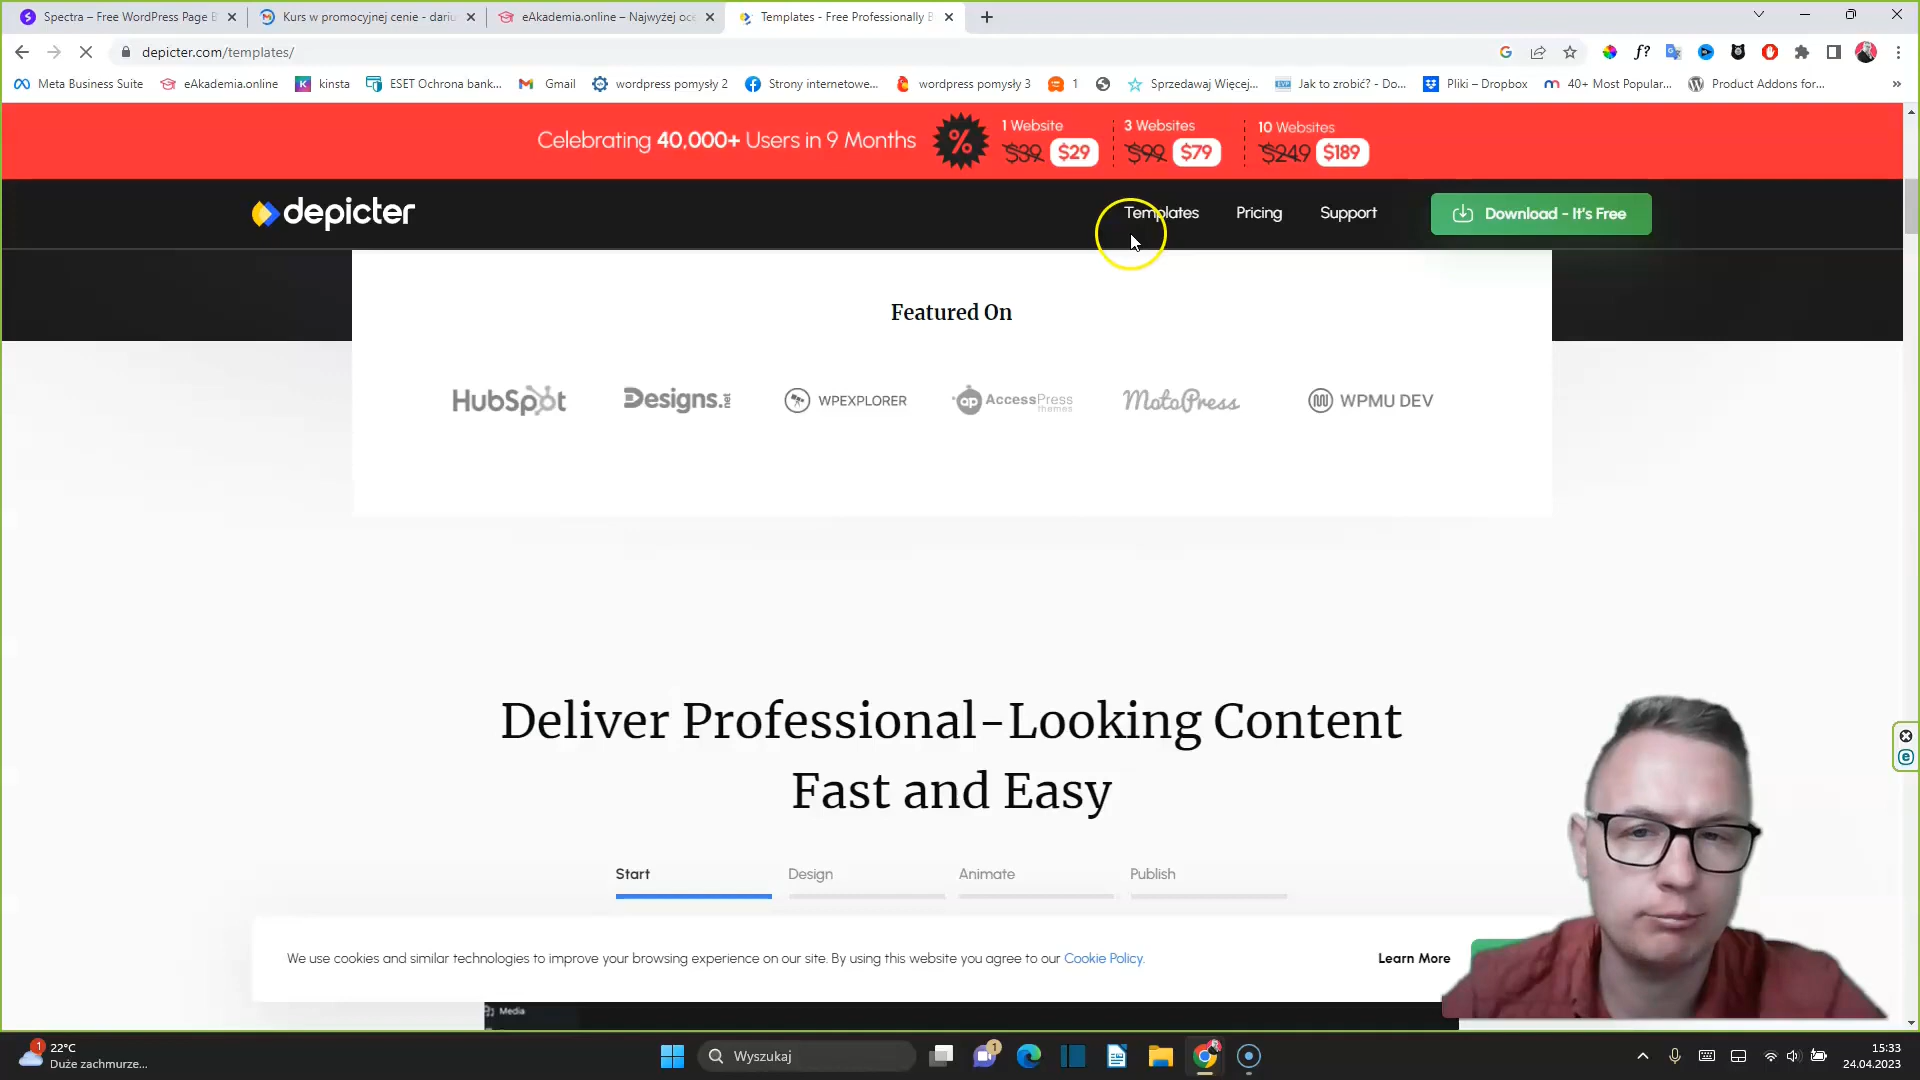 Spectra – Free WordPress Page B
Kurs w promocyjnej cenie - dariu
eAkademia.online – Najwyżej oce
Templates - Free Professionally B
depicter.com/templates/
Meta Business Suite
eAkademia.online
kinsta
ESET Ochrona bank...
Gmail
wordpress pomysły 2
Strony internetowe...
wordpress pomysły 3
1
Sprzedawaj Więcej,...
Jak to zrobić? - Do...
Pliki – Dropbox
40+ Most Popular...
Product Addons for...
Celebrating 40,000+ Users in 9 Months
%
1 Website
$39 $29
3 Websites
$99 $79
10 Websites
$249 $189
depicter
Templates
Pricing
Support
Download - It's Free
Featured On
HubSpot
Designs.net
WPEXPLORER
ap AccessPress themes
MotoPress
WPMU DEV
Deliver Professional-Looking Content
Fast and Easy
Start
Design
Animate
Publish
We use cookies and similar technologies to improve your browsing experience on our site. By using this website you agree to our Cookie Policy.
Learn More
Media
1
22°C
Duże zachmurze...
Wyszukaj
1
15:33
24.04.2023